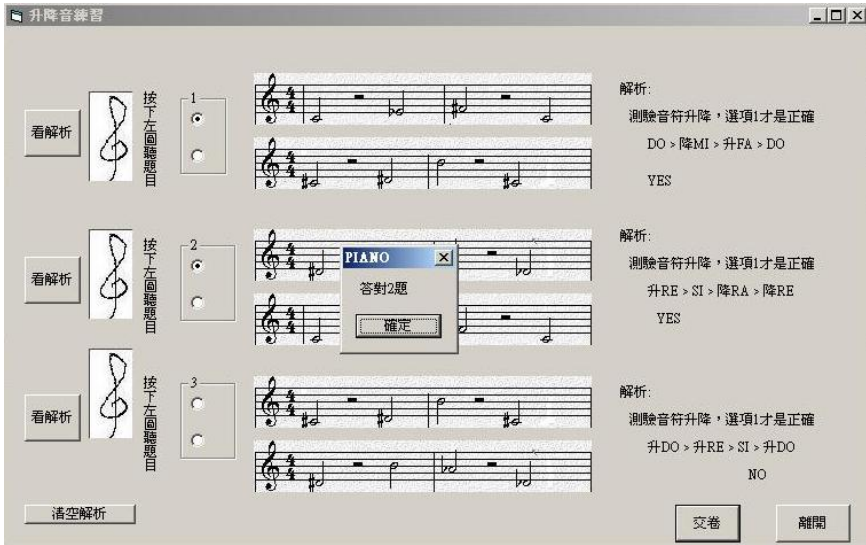 升降音練習
看解析
按下左圖聽題目
1
4
4
解析:
測驗音符升降，選項1才是正確
DO > 降MI > 升FA > DO
YES
看解析
按下左圖聽題目
2
4
4
解析:
測驗音符升降，選項1才是正確
升RE > SI > 降RA > 降RE
YES
PIANO
答對2題
確定
看解析
按下左圖聽題目
3
4
4
解析:
測驗音符升降，選項1才是正確
升DO > 升RE > SI > 升DO
NO
清空解析
交卷
離開